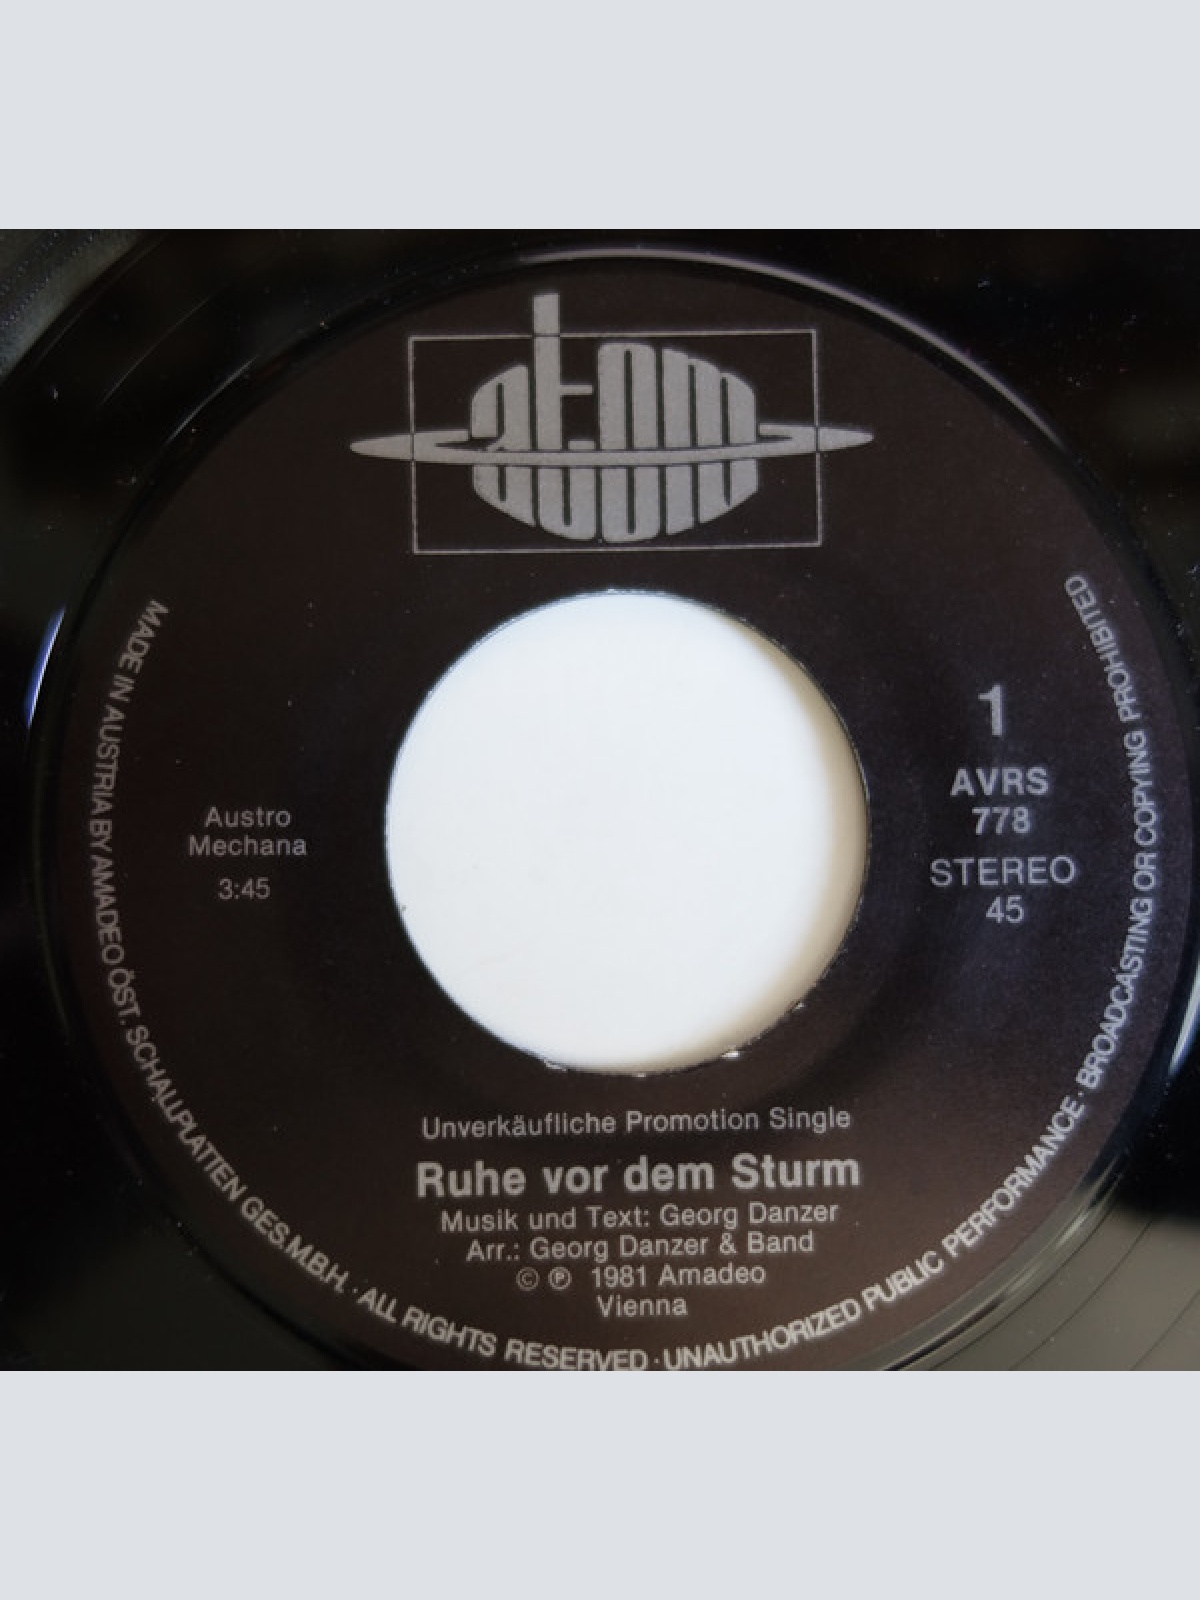 atom
MADE IN AUSTRIA BY AMADEO ÖST. SCHALLPLATTEN GES.M.B.H. · ALL RIGHTS RESERVED · UNAUTHORIZED PUBLIC PERFORMANCE · BROADCASTING OR COPYING PROHIBITED
Austro
Mechana
3:45
1
AVRS
778
STEREO
45
Unverkäufliche Promotion Single
Ruhe vor dem Sturm
Musik und Text: Georg Danzer
Arr.: Georg Danzer & Band
© ℗ 1981 Amadeo
Vienna